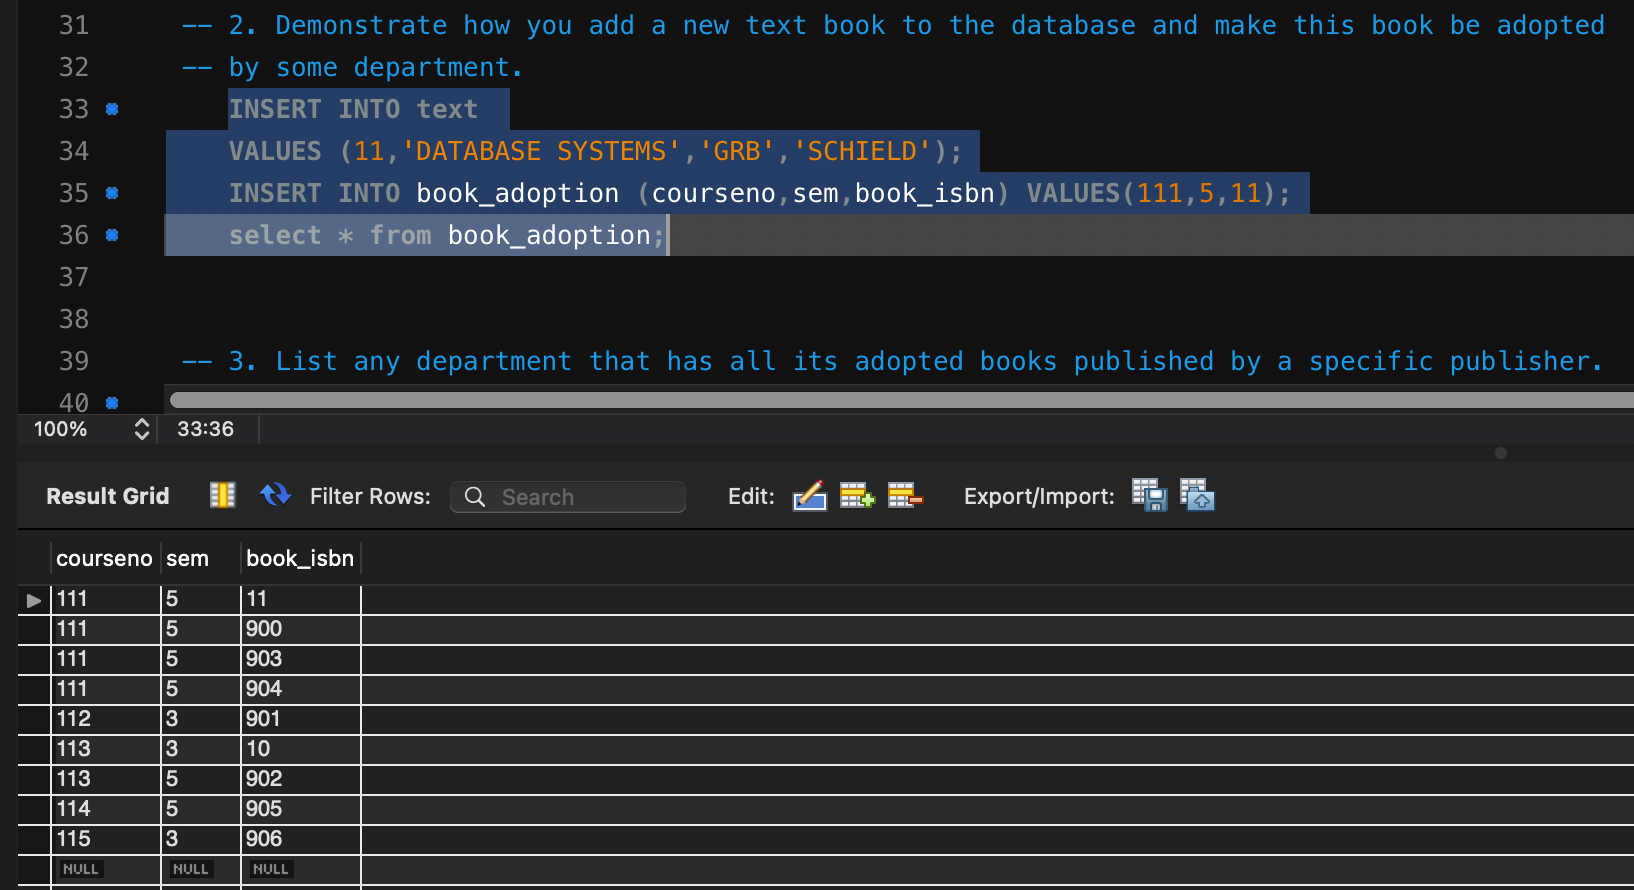 31 -- 2. Demonstrate how you add a new text book to the database and make this book be adopted
32 -- by some department.
33 INSERT INTO text
34 VALUES (11,'DATABASE SYSTEMS','GRB','SCHIELD');
35 INSERT INTO book_adoption (courseno,sem,book_isbn) VALUES(111,5,11);
36 select * from book_adoption;
37
38
39 -- 3. List any department that has all its adopted books published by a specific publisher.
40
100% 33:36
Result Grid Filter Rows: Search Edit: Export/Import:
courseno sem book_isbn
111 5 11
111 5 900
111 5 903
111 5 904
112 3 901
113 3 10
113 5 902
114 5 905
115 3 906
NULL NULL NULL